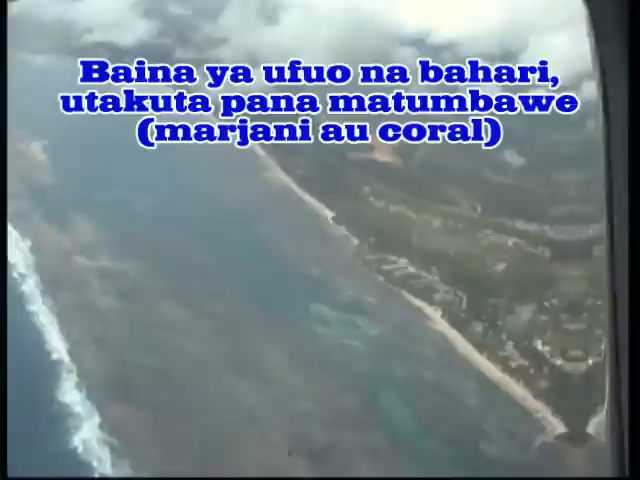 Baina ya ufuo na bahari,
utakuta pana matumbawe
(marjani au coral)